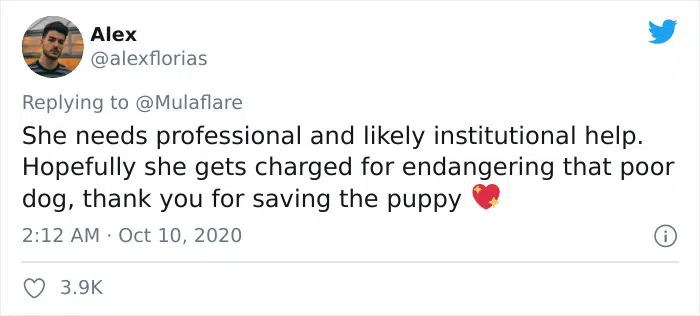 Alex
@alexflorias
Replying to @Mulaflare
She needs professional and likely institutional help.
Hopefully she gets charged for endangering that poor
dog, thank you for saving the puppy 💖
2:12 AM · Oct 10, 2020
3.9K